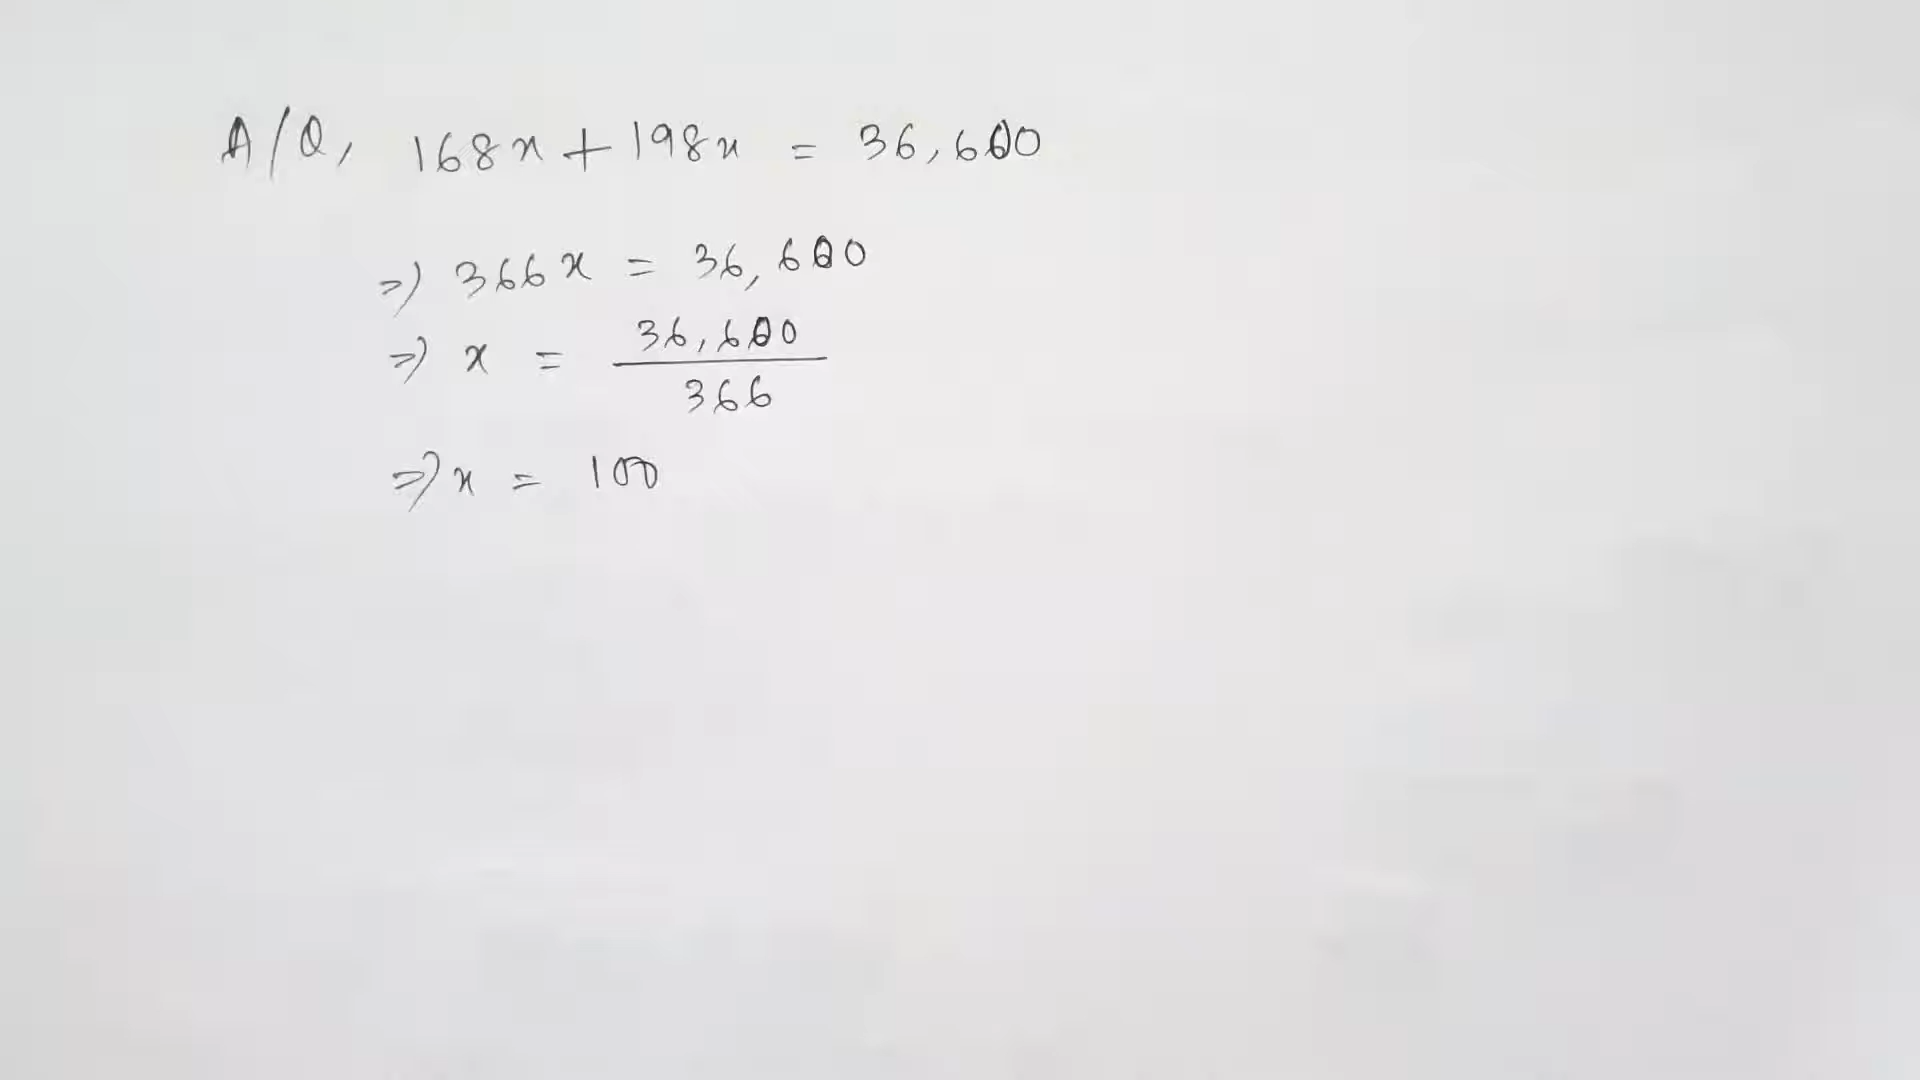 A/Q, 168x + 198x = 36,600
=> 366x = 36,600
=> x = 36,600
366
=> x = 100